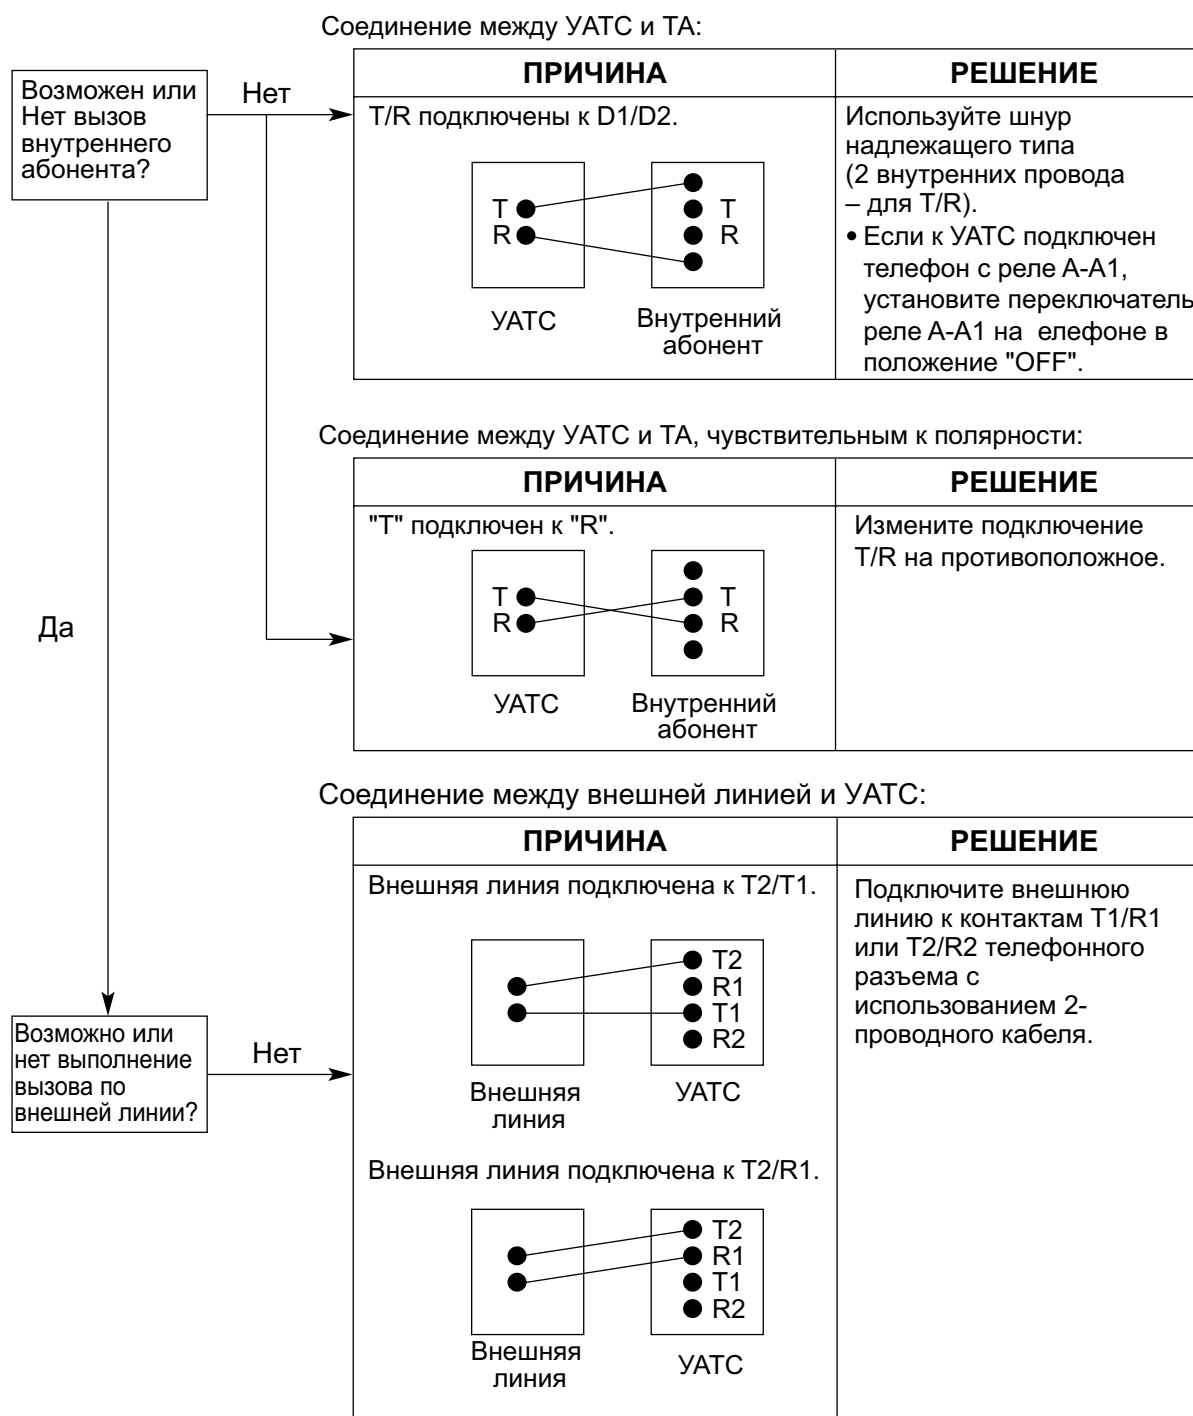 Соединение между УАТС и ТА:
Возможен или
Нет вызов
внутреннего
абонента?
Нет
ПРИЧИНА
РЕШЕНИЕ
T/R подключены к D1/D2.
T
R
T
R
УАТС
Внутренний
абонент
Используйте шнур
надлежащего типа
(2 внутренних провода
– для T/R).
• Если к УАТС подключен
телефон с реле А-А1,
установите переключатель
реле А-А1 на  елефоне в
положение "OFF".
Соединение между УАТС и ТА, чувствительным к полярности:
ПРИЧИНА
РЕШЕНИЕ
"T" подключен к "R".
T
R
T
R
УАТС
Внутренний
абонент
Измените подключение
T/R на противоположное.
Да
Соединение между внешней линией и УАТС:
ПРИЧИНА
РЕШЕНИЕ
Возможно или
нет выполнение
вызова по
внешней линии?
Нет
Внешняя линия подключена к T2/T1.
T2
R1
T1
R2
Внешняя
линия
УАТС
Подключите внешнюю
линию к контактам T1/R1
или T2/R2 телефонного
разъема с
использованием 2-
проводного кабеля.
Внешняя линия подключена к T2/R1.
T2
R1
T1
R2
Внешняя
линия
УАТС